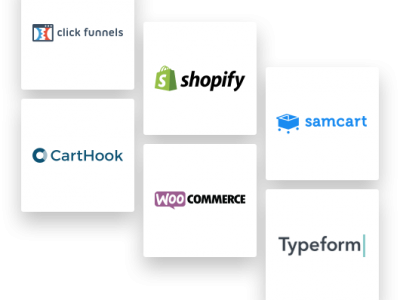 click funnels
shopify
samcart
CartHook
WOO COMMERCE
Typeform